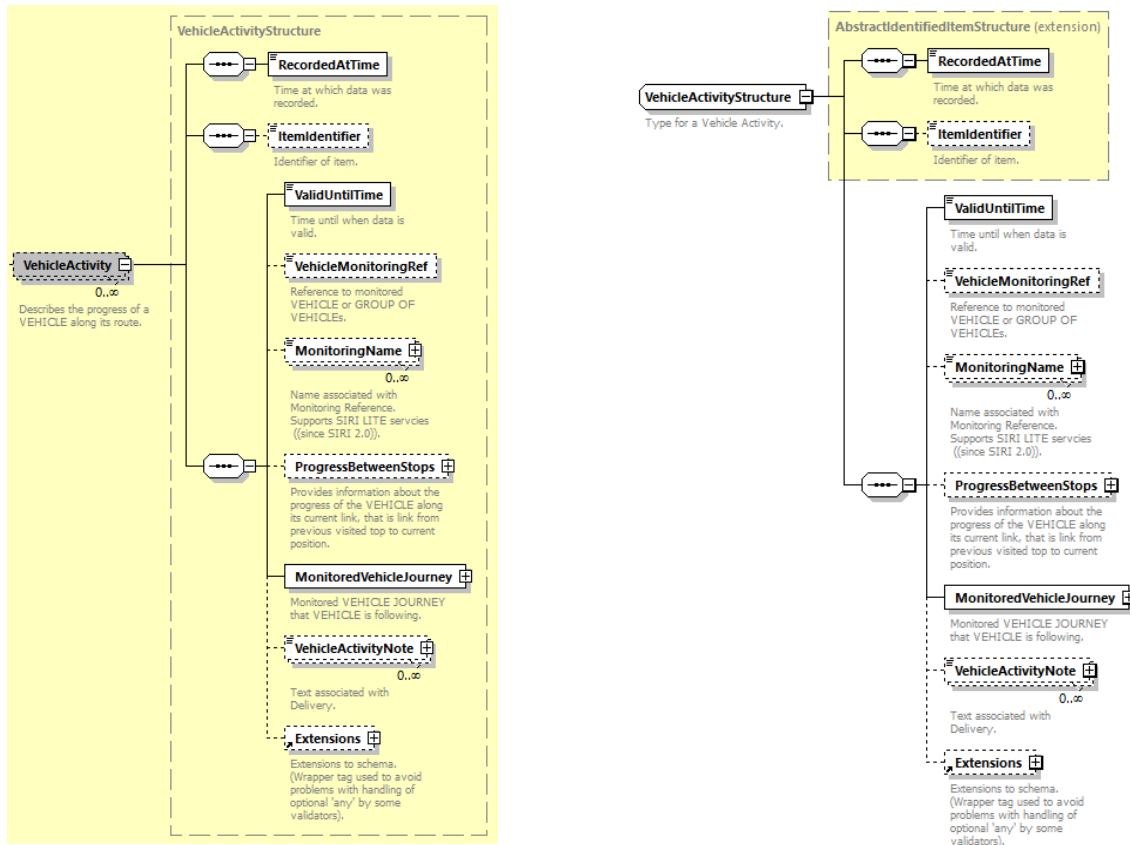 VehicleActivityStructure
RecordedAtTime
Time at which data was
recorded.
ItemIdentifier
Identifier of item.
ValidUntilTime
Time until when data is
valid.
VehicleMonitoringRef
Reference to monitored
VEHICLE or GROUP OF
VEHICLEs.
VehicleActivity
0..∞
Describes the progress of a
VEHICLE along its route.
MonitoringName
0..∞
Name associated with
Monitoring Reference.
Supports SIRI LITE servcies
((since SIRI 2.0)).
ProgressBetweenStops
Provides information about the
progress of the VEHICLE along
its current link, that is link from
previous visited top to current
position.
MonitoredVehicleJourney
Monitored VEHICLE JOURNEY
that VEHICLE is following.
VehicleActivityNote
0..∞
Text associated with
Delivery.
Extensions
Extensions to schema.
(Wrapper tag used to avoid
problems with handling of
optional 'any' by some
validators).
AbstractIdentifiedItemStructure (extension)
RecordedAtTime
Time at which data was
recorded.
VehicleActivityStructure
Type for a Vehicle Activity.
ItemIdentifier
Identifier of item.
ValidUntilTime
Time until when data is
valid.
VehicleMonitoringRef
Reference to monitored
VEHICLE or GROUP OF
VEHICLEs.
MonitoringName
0..∞
Name associated with
Monitoring Reference.
Supports SIRI LITE servcies
((since SIRI 2.0)).
ProgressBetweenStops
Provides information about the
progress of the VEHICLE along
its current link, that is link from
previous visited top to current
position.
MonitoredVehicleJourney
Monitored VEHICLE JOURNEY
that VEHICLE is following.
VehicleActivityNote
0..∞
Text associated with
Delivery.
Extensions
Extensions to schema.
(Wrapper tag used to avoid
problems with handling of
optional 'any' by some
validators).